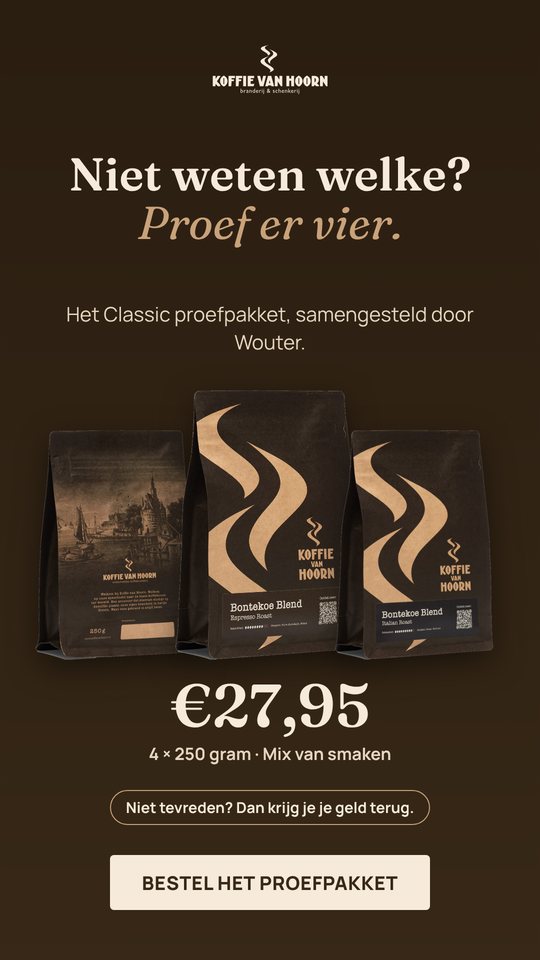 KOFFIE VAN HOORN
branderij & schenkerij
Niet weten welke?
Proef er vier.
Het Classic proefpakket, samengesteld door
Wouter.
KOFFIE VAN HOORN
250g
KOFFIE
VAN
HOORN
Bontekoe Blend
Espresso Roast
KOFFIE
VAN
HOORN
Bontekoe Blend
Italian Roast
€27,95
4 × 250 gram · Mix van smaken
Niet tevreden? Dan krijg je je geld terug.
BESTEL HET PROEFPAKKET